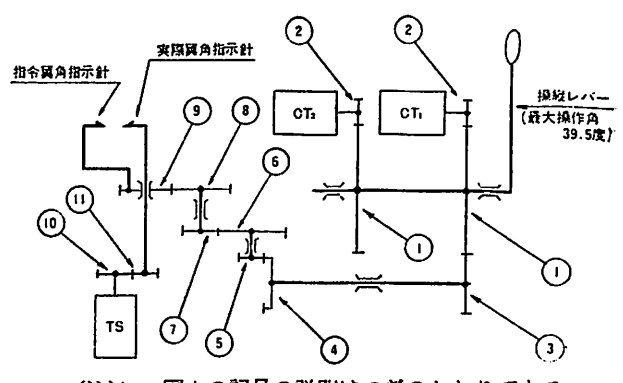 指令翼角指示針
実際翼角指示針
操縦レバー
(最大操作角
39.5度)
②
②
CT₂
CT₁
⑨
⑧
⑥
⑩
⑪
①
①
TS
⑦
⑤
④
③